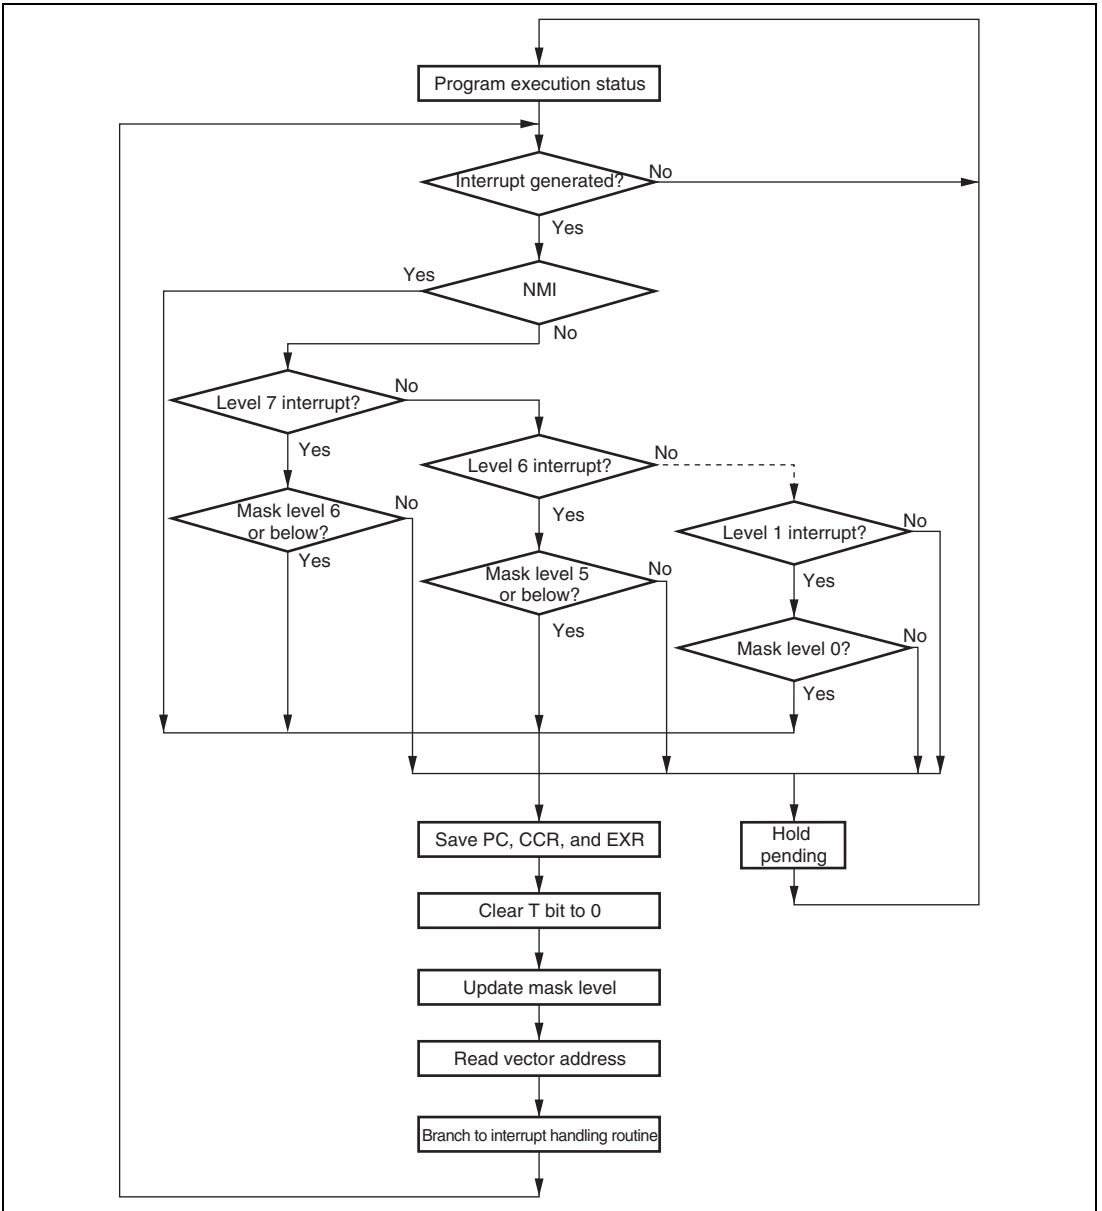 Program execution status
Interrupt generated?
No
Yes
Yes
NMI
No
Level 7 interrupt?
No
Yes
Level 6 interrupt?
No
Mask level 6
or below?
No
Yes
Yes
Level 1 interrupt?
No
Mask level 5
or below?
No
Yes
Yes
Mask level 0?
No
Yes
Save PC, CCR, and EXR
Hold
pending
Clear T bit to 0
Update mask level
Read vector address
Branch to interrupt handling routine